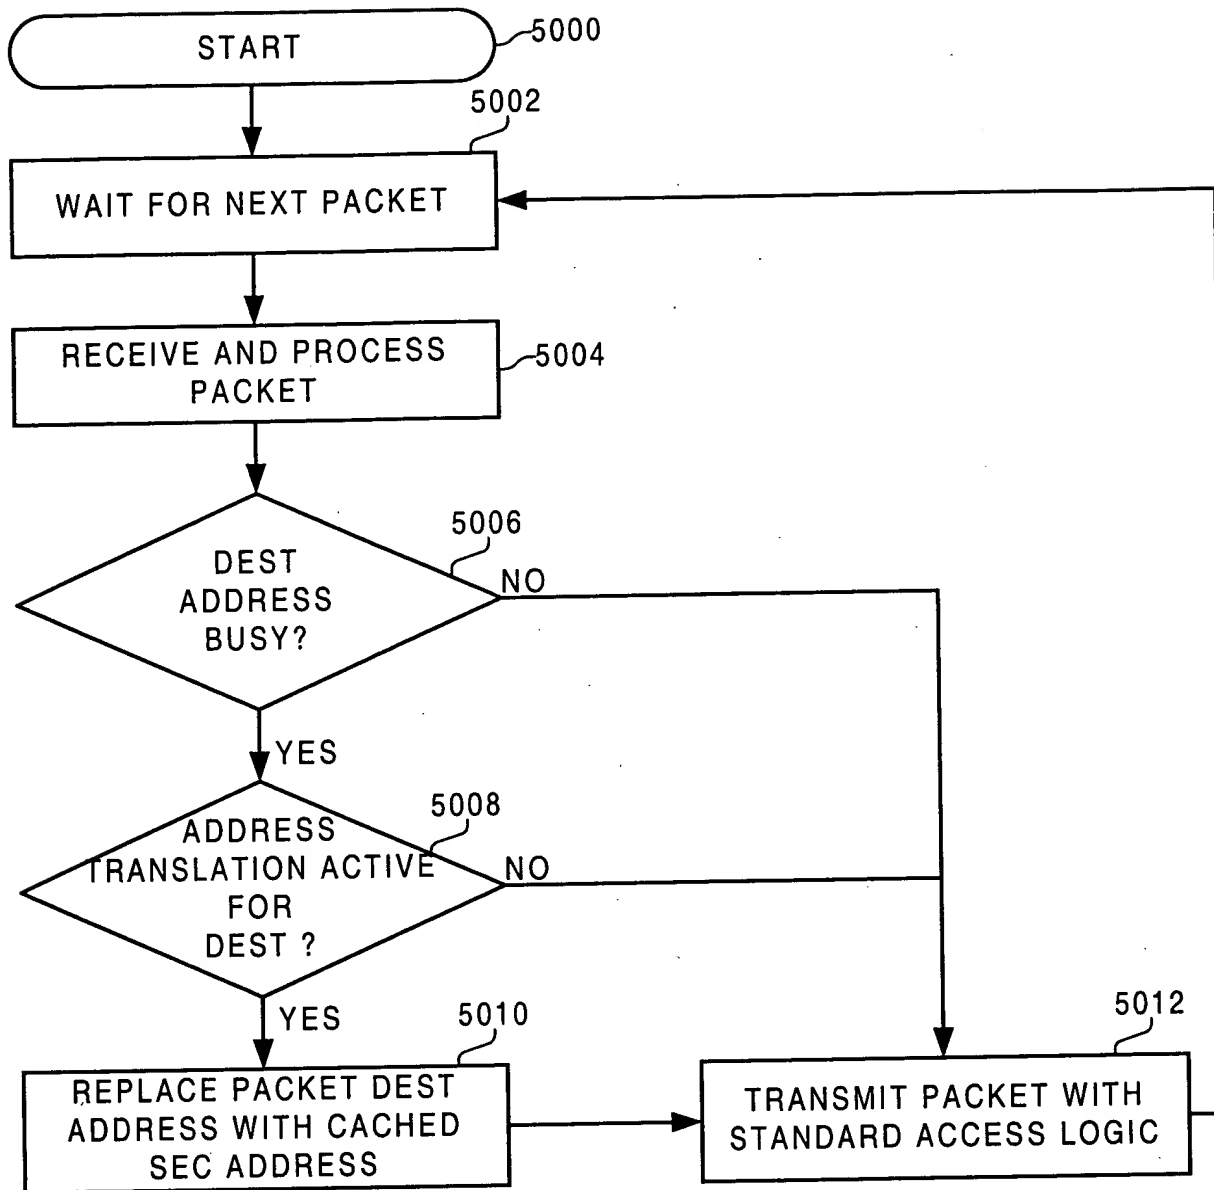 START
5000
5002
WAIT FOR NEXT PACKET
RECEIVE AND PROCESS
PACKET
5004
5006
DEST
ADDRESS
BUSY?
NO
YES
5008
ADDRESS
TRANSLATION ACTIVE
FOR
DEST ?
NO
YES
5010
REPLACE PACKET DEST
ADDRESS WITH CACHED
SEC ADDRESS
5012
TRANSMIT PACKET WITH
STANDARD ACCESS LOGIC